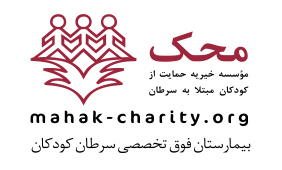 محک
مؤسسه خیریه حمایت از
کودکان مبتلا به سرطان
mahak-charity.org
بیمارستان فوق تخصصی سرطان کودکان